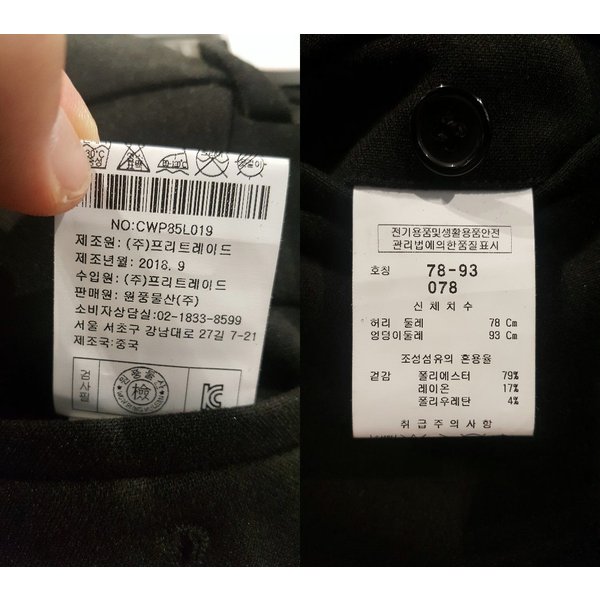 30℃
NO:CWP85L019
제조원: (주)프리트레이드
제조년월: 2018. 9
수입원: (주)프리트레이드
판매원: 원풍물산(주)
소비자상담실:02-1833-8599
서울 서초구 강남대로 27길 7-21
제조국:중국
검사필
원풍물산
檢
전기용품및생활용품안전
관리법에의한품질표시
호칭 78-93
078
신체치수
허리 둘레 78 Cm
엉덩이둘레 93 Cm
조성섬유의 혼용율
겉감 폴리에스터 79%
레이온 17%
폴리우레탄 4%
취급주의사항